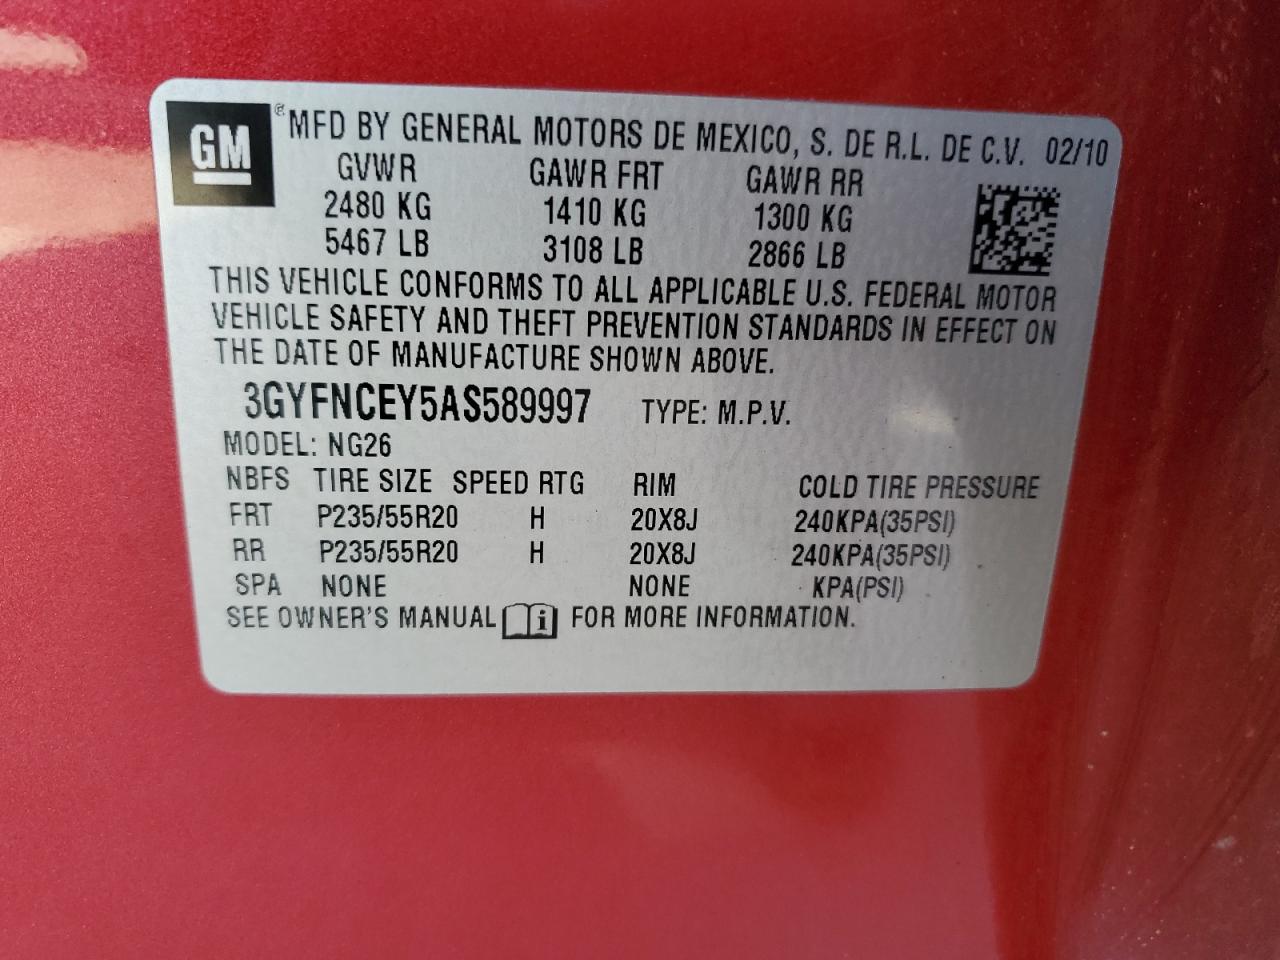 GM ® MFD BY GENERAL MOTORS DE MEXICO, S. DE R.L. DE C.V. 02/10
GVWR GAWR FRT GAWR RR
2480 KG 1410 KG 1300 KG
5467 LB 3108 LB 2866 LB
THIS VEHICLE CONFORMS TO ALL APPLICABLE U.S. FEDERAL MOTOR
VEHICLE SAFETY AND THEFT PREVENTION STANDARDS IN EFFECT ON
THE DATE OF MANUFACTURE SHOWN ABOVE.
3GYFNCEY5AS589997 TYPE: M.P.V.
MODEL: NG26
NBFS TIRE SIZE SPEED RTG RIM COLD TIRE PRESSURE
FRT P235/55R20 H 20X8J 240KPA(35PSI)
RR P235/55R20 H 20X8J 240KPA(35PSI)
SPA NONE NONE KPA(PSI)
SEE OWNER'S MANUAL i FOR MORE INFORMATION.